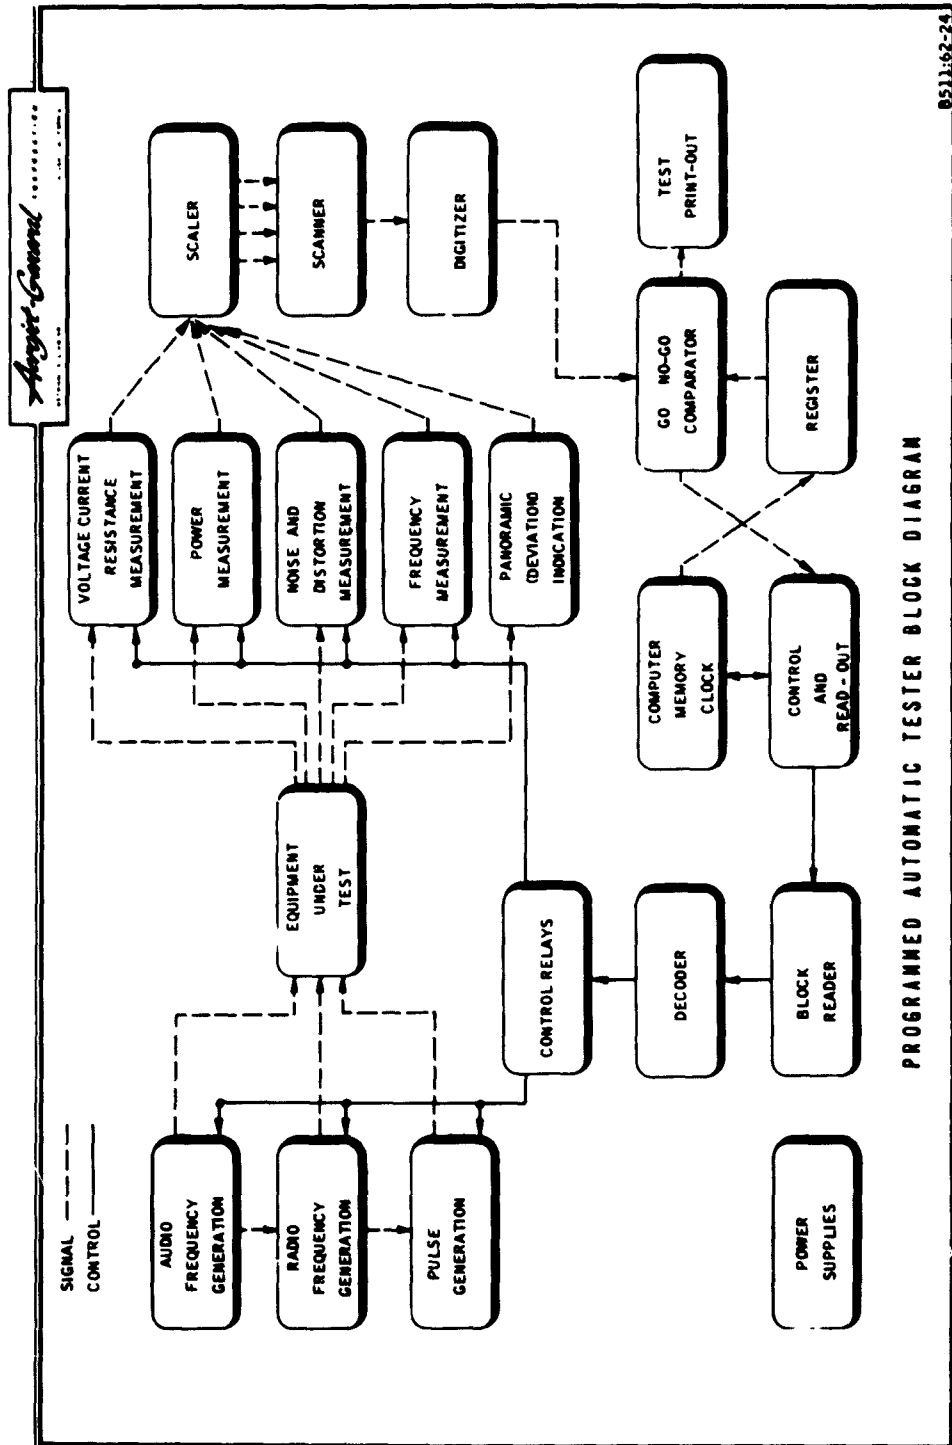 Aerojet-General
SIGNAL
CONTROL
AUDIO
FREQUENCY
GENERATION
RADIO
FREQUENCY
GENERATION
PULSE
GENERATION
EQUIPMENT
UNDER
TEST
VOLTAGE CURRENT
RESISTANCE
MEASUREMENT
POWER
MEASUREMENT
NOISE AND
DISTORTION
MEASUREMENT
FREQUENCY
MEASUREMENT
PANORAMIC
(DEVIATION)
INDICATION
SCALER
SCANNER
DIGITIZER
CONTROL RELAYS
DECODER
BLOCK
READER
COMPUTER
MEMORY
CLOCK
CONTROL
AND
READ-OUT
GO NO-GO
COMPARATOR
REGISTER
TEST
PRINT-OUT
POWER
SUPPLIES
PROGRAMMED AUTOMATIC TESTER BLOCK DIAGRAM